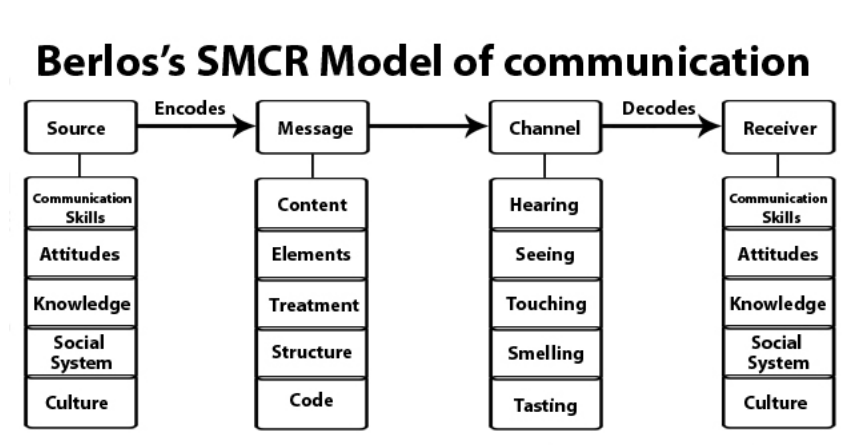 Berlos's SMCR Model of communication
Encodes
Decodes
Source
Message
Channel
Receiver
Communication
Skills
Content
Hearing
Communication
Skills
Attitudes
Elements
Seeing
Attitudes
Knowledge
Treatment
Touching
Knowledge
Social
System
Structure
Smelling
Social
System
Culture
Code
Tasting
Culture